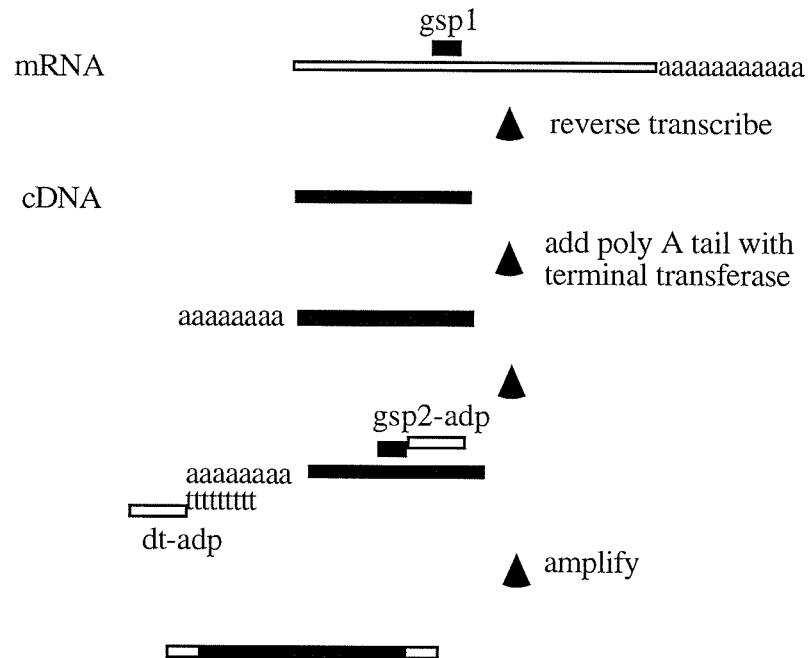 gsp1
mRNA aaaaaaaaaaa
reverse transcribe
cDNA
add poly A tail with
terminal transferase
aaaaaaaa
gsp2-adp
aaaaaaaa
ttttttttt
dt-adp
amplify